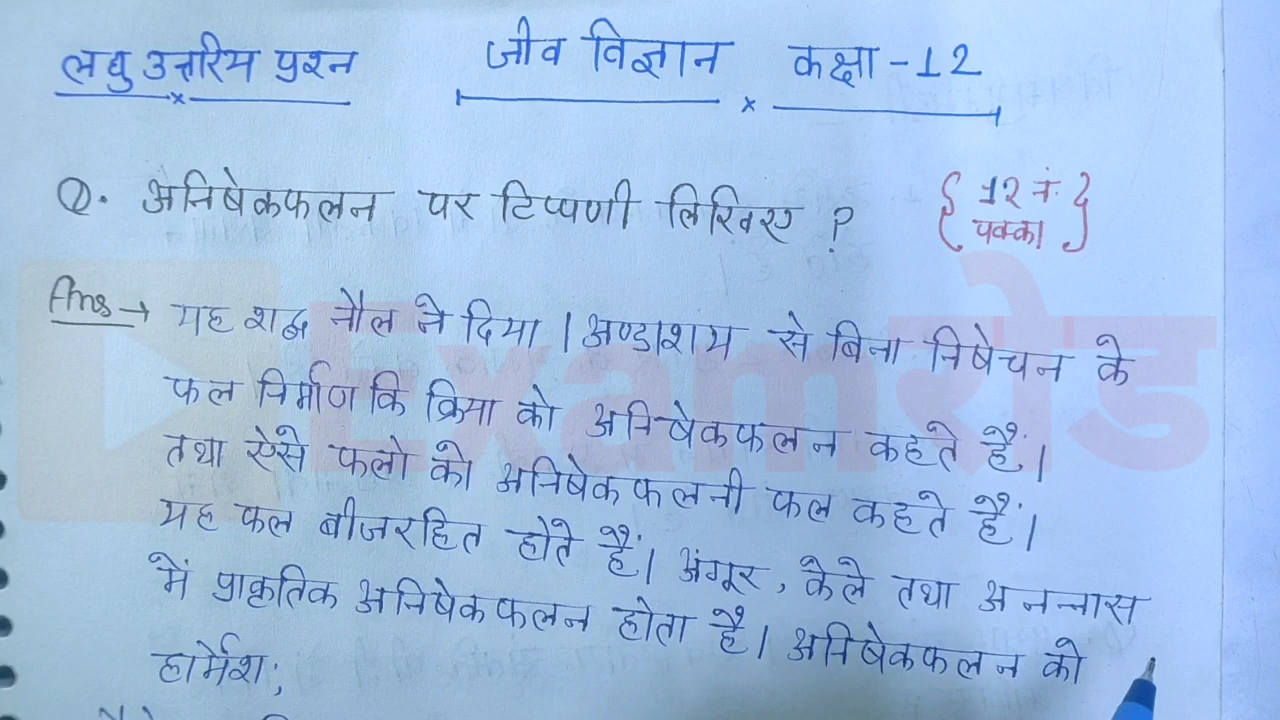 लघु उत्तरिय प्रश्न जीव विज्ञान कक्षा -12
Q. अनिषेकफलन पर टिप्पणी लिखिए ? { 12 नं. पक्का }
Ans → यह शब्द नौल ने दिया । अण्डाशय से बिना निषेचन के
फल निर्माण कि क्रिया को अनिषेकफलन कहते हैं ।
तथा ऐसे फलो को अनिषेकफलनी फल कहते हैं ।
यह फल बीजरहित होते हैं । अंगूर , केले तथा अनन्नास
में प्राकृतिक अनिषेकफलन होता है । अनिषेकफलन को
हार्मोश ;
Examरोड